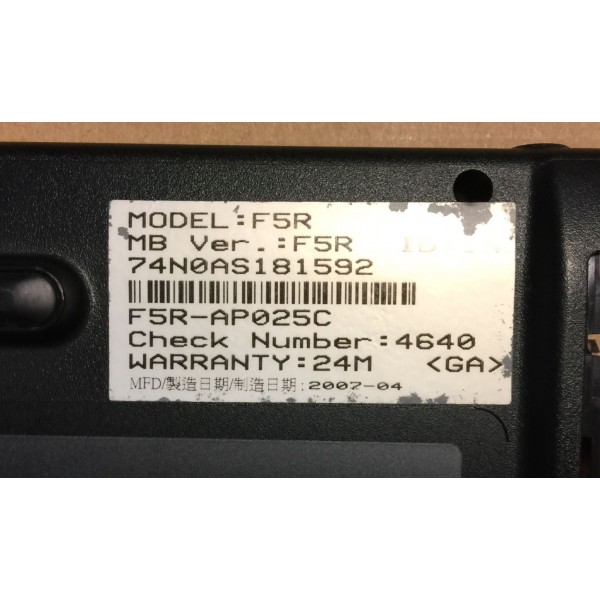 MODEL:F5R
MB Ver.:F5R
74N0AS181592
F5R-AP025C
Check Number:4640
WARRANTY:24M <GA>
MFD/製造日期/制造日期:2007-04